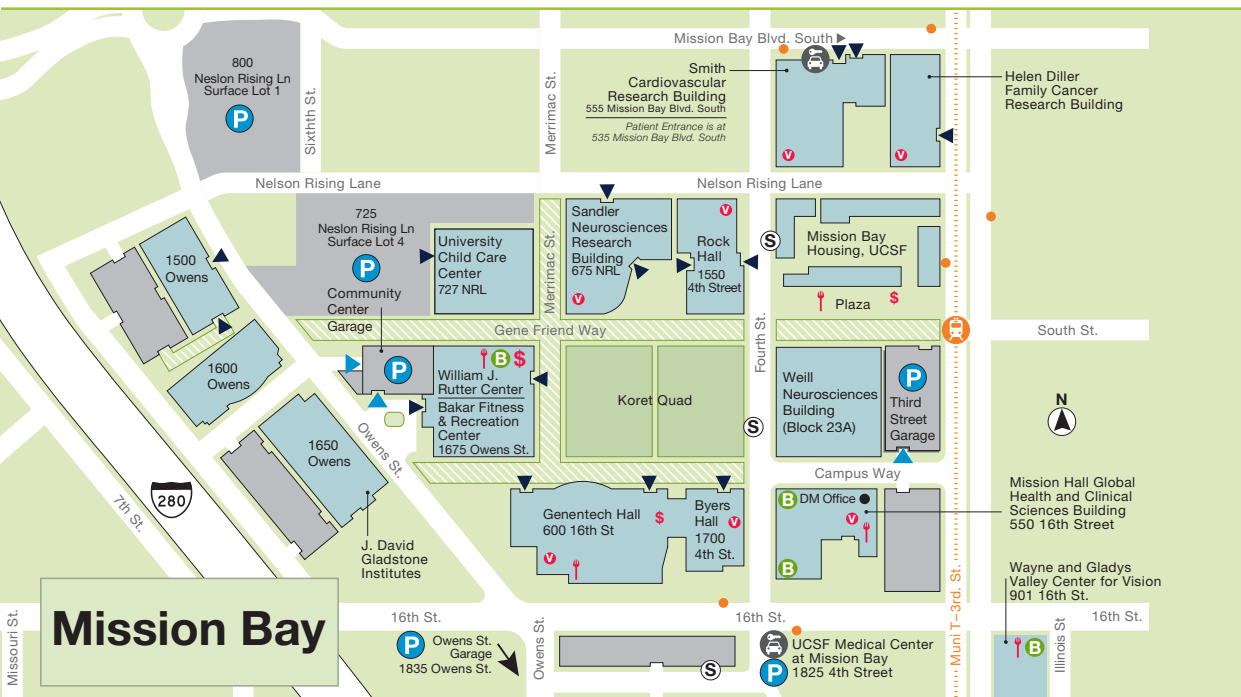 Mission Bay Blvd. South
800
Neslon Rising Ln
Surface Lot 1
P
Sixthth St.
Merrimac St.
Smith
Cardiovascular
Research Building
555 Mission Bay Blvd. South
Patient Entrance is at
535 Mission Bay Blvd. South
V
V
Helen Diller
Family Cancer
Research Building
Nelson Rising Lane
Nelson Rising Lane
725
Neslon Rising Ln
Surface Lot 4
P
Community
Center
Garage
University
Child Care
Center
727 NRL
Merrimac St.
Sandler
Neurosciences
Research
Building
675 NRL
V
V
Rock
Hall
1550
4th Street
S
Mission Bay
Housing, UCSF
Plaza
$
1500
Owens
1600
Owens
1650
Owens
Gene Friend Way
Fourth St.
South St.
P
B
$
William J.
Rutter Center
Bakar Fitness
& Recreation
Center
1675 Owens St.
Koret Quad
S
Weill
Neurosciences
Building
(Block 23A)
P
Third
Street
Garage
N
Owens St.
Campus Way
280
7th St.
J. David
Gladstone
Institutes
Genentech Hall
600 16th St
$
V
Byers
Hall
1700
4th St.
V
B
DM Office
V
B
Mission Hall Global
Health and Clinical
Sciences Building
550 16th Street
Wayne and Gladys
Valley Center for Vision
901 16th St.
Muni T–3rd. St.
Mission Bay
Missouri St.
16th St.
16th St.
16th St.
P
Owens St.
Garage
1835 Owens St.
Owens St.
S
P
UCSF Medical Center
at Mission Bay
1825 4th Street
B
Illinois St